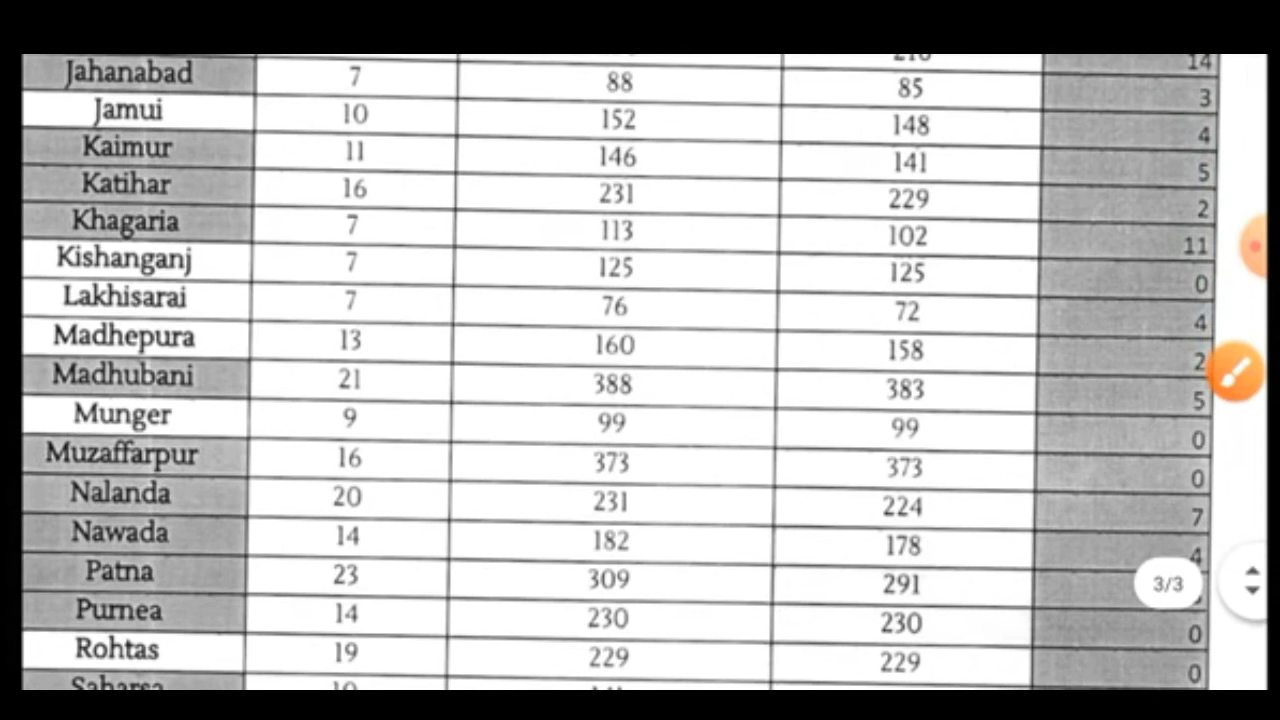 210 14
Jahanabad 7 88 85 3
Jamui 10 152 148 4
Kaimur 11 146 141 5
Katihar 16 231 229 2
Khagaria 7 113 102 11
Kishanganj 7 125 125 0
Lakhisarai 7 76 72 4
Madhepura 13 160 158 2
Madhubani 21 388 383 5
Munger 9 99 99 0
Muzaffarpur 16 373 373 0
Nalanda 20 231 224 7
Nawada 14 182 178 4
Patna 23 309 291
3/3
Purnea 14 230 230 0
Rohtas 19 229 229 0
Saharsa 10